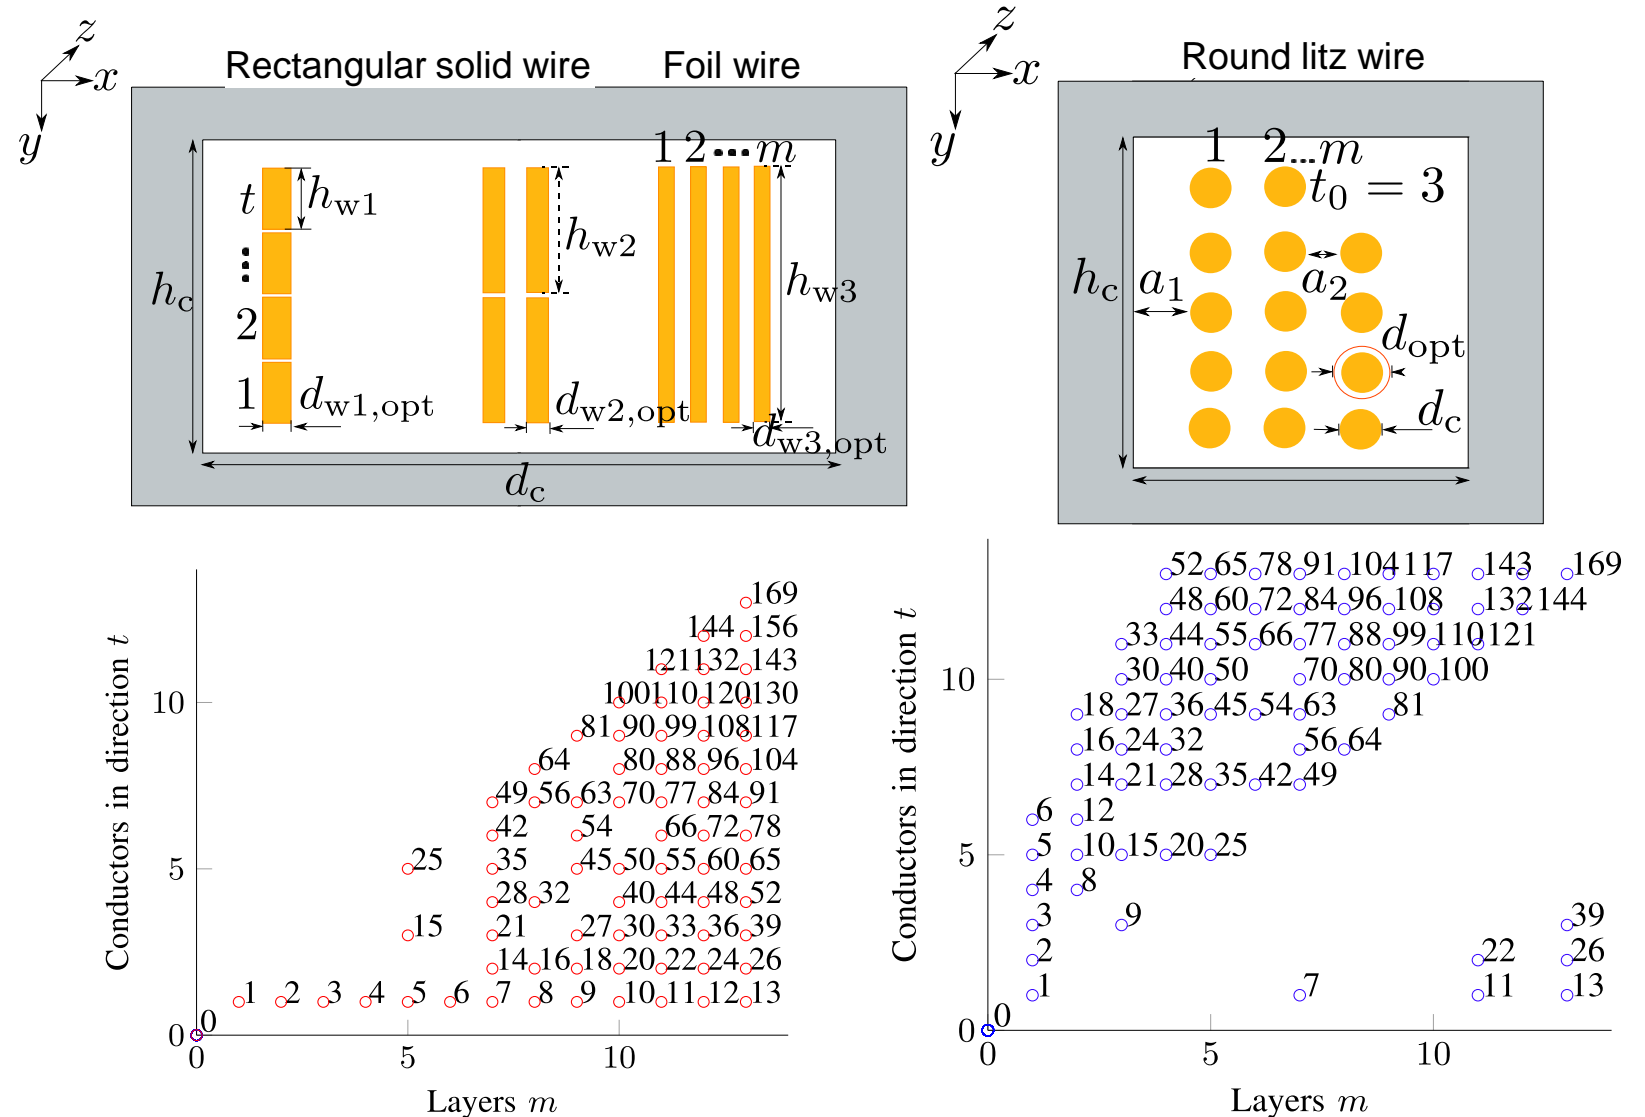 z
x
y
Rectangular solid wire
Foil wire
1 2 ... m
t
h_w1
...
2
1
h_c
d_w1,opt
h_w2
d_w2,opt
h_w3
d_w3,opt
d_c
z
x
y
Round litz wire
1 2 ... m
t_0 = 3
h_c
a_1
a_2
d_opt
d_c
Conductors in direction t
169
144 156
121 132 143
10 100 110 120 130
81 90 99 108 117
64 80 88 96 104
49 56 63 70 77 84 91
42 54 66 72 78
5 25 35 45 50 55 60 65
28 32 40 44 48 52
15 21 27 30 33 36 39
14 16 18 20 22 24 26
1 2 3 4 5 6 7 8 9 10 11 12 13
0 0
0 5 10
Layers m
Conductors in direction t
52 65 78 91 104 117 143 169
48 60 72 84 96 108 132 144
33 44 55 66 77 88 99 110 121
10 30 40 50 70 80 90 100
18 27 36 45 54 63 81
16 24 32 56 64
14 21 28 35 42 49
6 12
5 5 10 15 20 25
4 8
3 9 39
2 22 26
1 7 11 13
0 0
0 5 10
Layers m